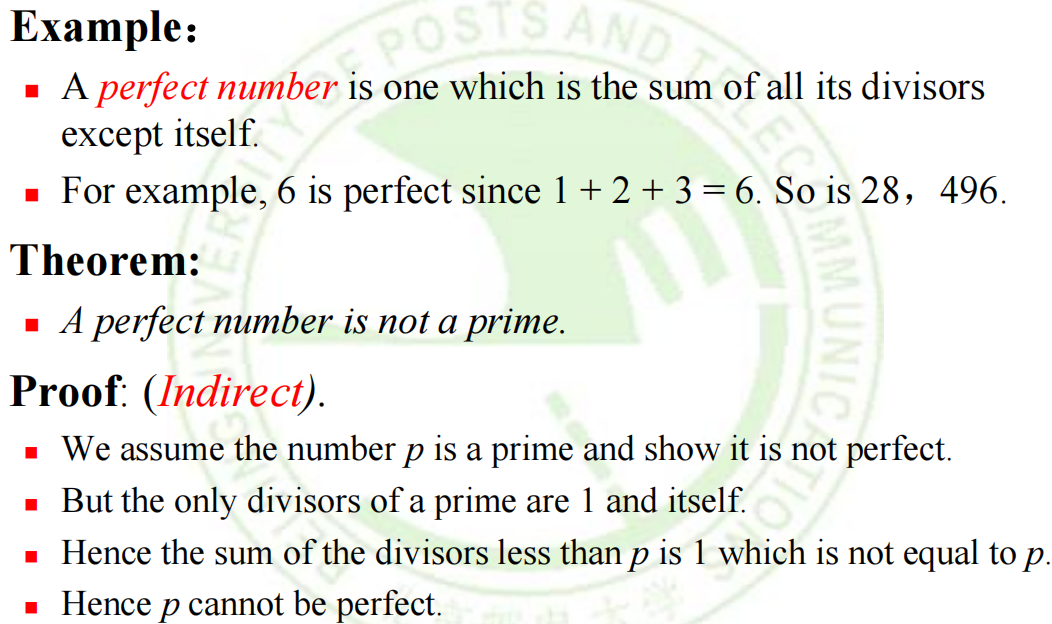 Example：
A perfect number is one which is the sum of all its divisors
except itself.
For example, 6 is perfect since 1 + 2 + 3 = 6. So is 28，496.
Theorem:
A perfect number is not a prime.
Proof: (Indirect).
We assume the number p is a prime and show it is not perfect.
But the only divisors of a prime are 1 and itself.
Hence the sum of the divisors less than p is 1 which is not equal to p.
Hence p cannot be perfect.
UNIVERSITY OF POSTS AND TELECOMMUNICATIONS